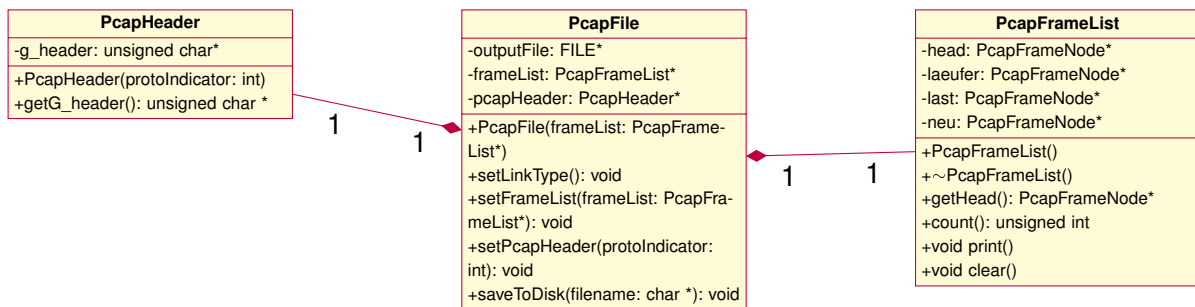 PcapHeader
-g_header: unsigned char*
+PcapHeader(protoIndicator: int)
+getG_header(): unsigned char *
1
1
PcapFile
-outputFile: FILE*
-frameList: PcapFrameList*
-pcapHeader: PcapHeader*
+PcapFile(frameList: PcapFrame-
List*)
+setLinkType(): void
+setFrameList(frameList: PcapFra-
meList*): void
+setPcapHeader(protoIndicator:
int): void
+saveToDisk(filename: char *): void
1
1
PcapFrameList
-head: PcapFrameNode*
-laeufer: PcapFrameNode*
-last: PcapFrameNode*
-neu: PcapFrameNode*
+PcapFrameList()
+~PcapFrameList()
+getHead(): PcapFrameNode*
+count(): unsigned int
+void print()
+void clear()